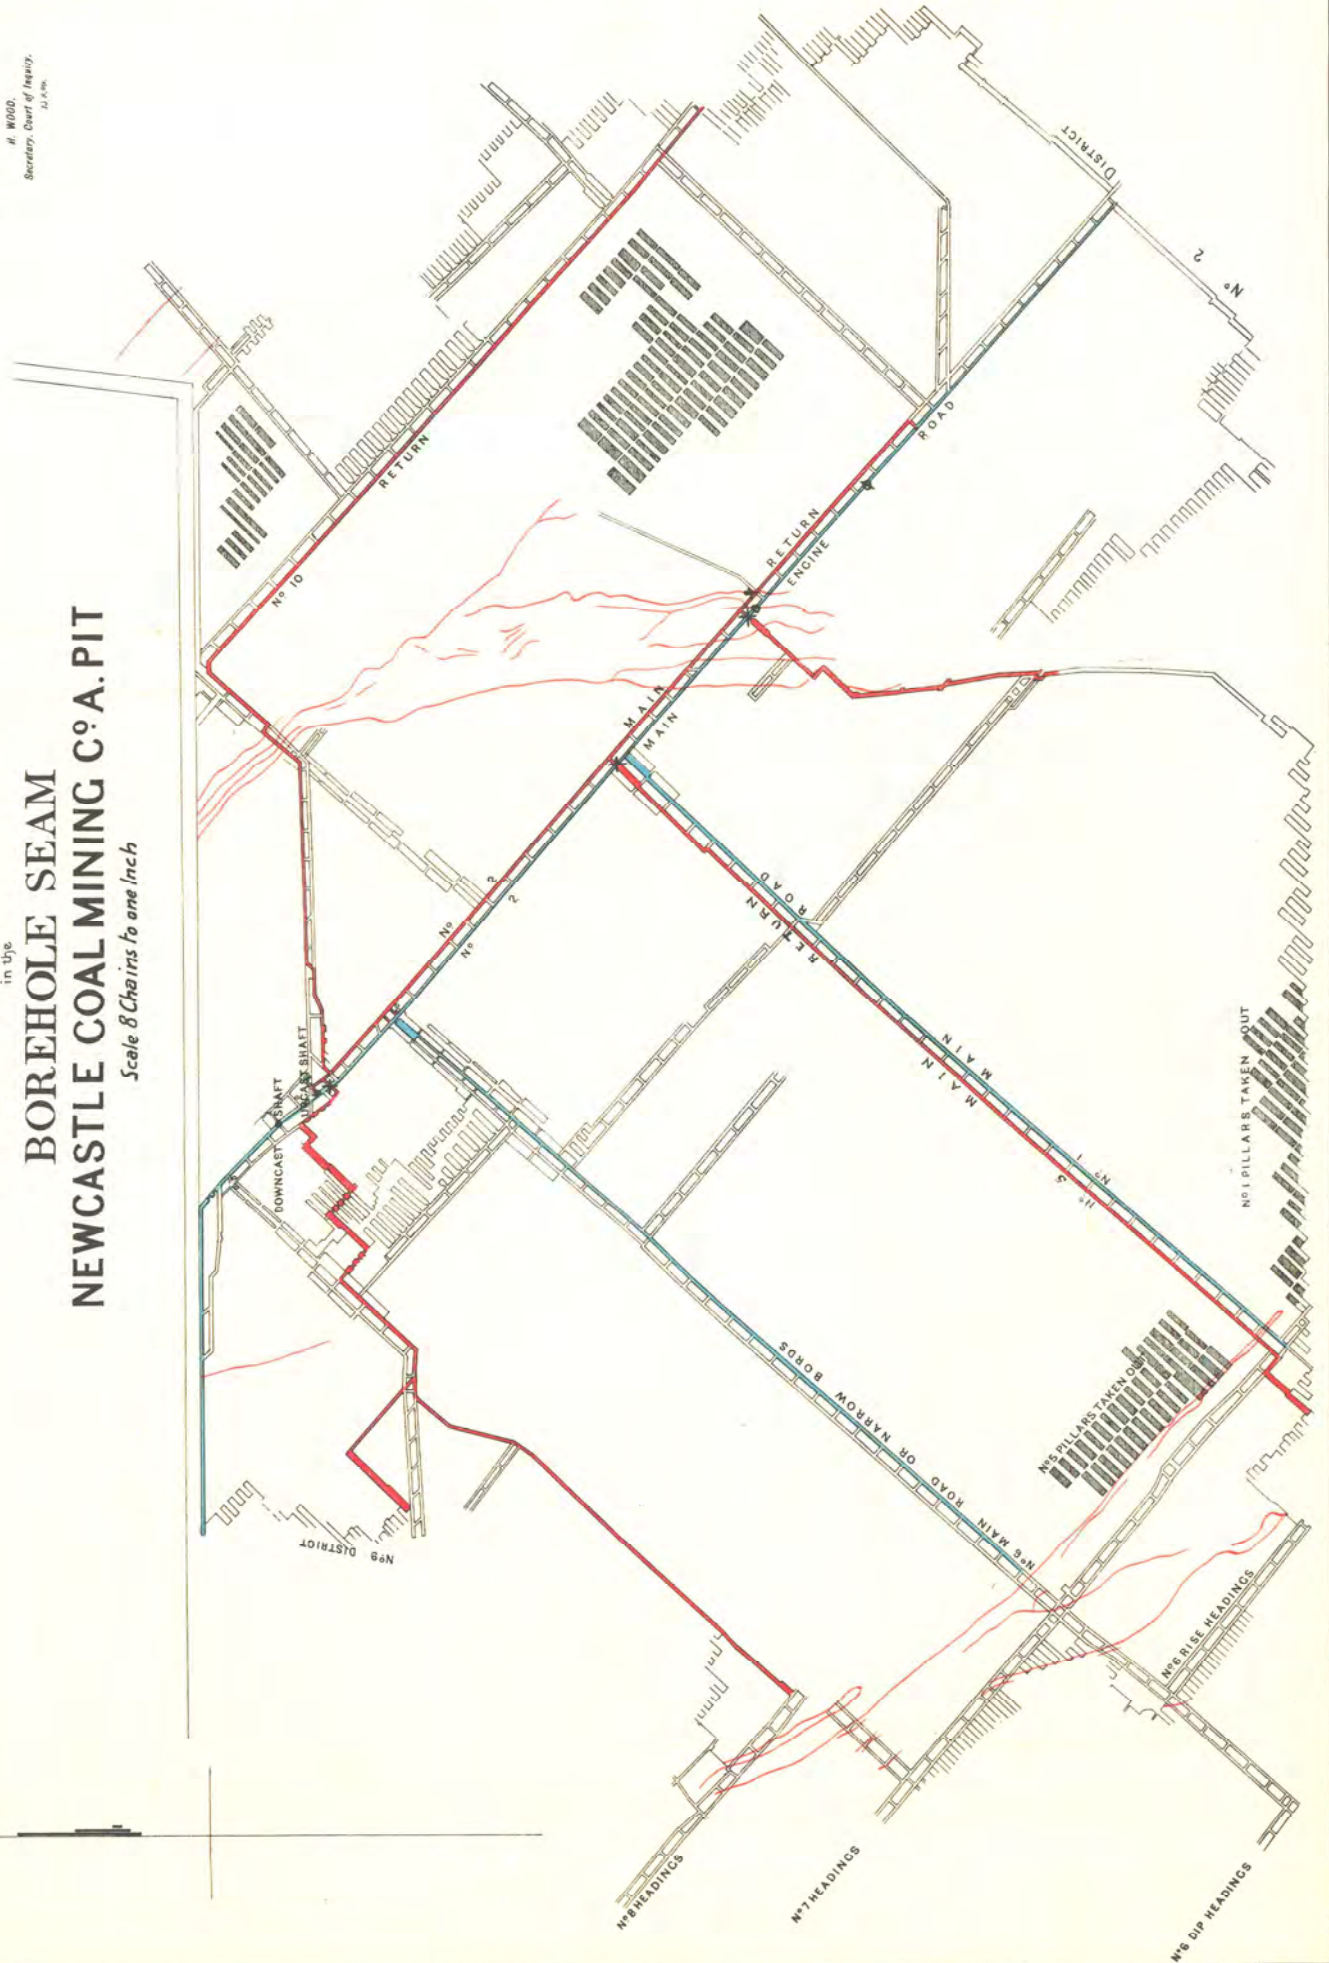 H. WOOD,
Secretary, Court of Inquiry.
in the
BOREHOLE SEAM
NEWCASTLE COAL MINING Cº A. PIT
Scale 8 Chains to one Inch
DISTRICT
Nº 2
RETURN
Nº 10
ROAD
RETURN
ENGINE
MAIN
MAIN
Nº 2
Nº 2
UPCAST SHAFT
DOWNCAST SHAFT
ROAD
RETURN
MAIN
MAIN
Nº 1
Nº 5
Nº 1 PILLARS TAKEN OUT
Nº 5 PILLARS TAKEN OUT
Nº 6 MAIN ROAD OR NARROW BORDS
Nº 9 DISTRICT
Nº 6 RISE HEADINGS
Nº 8 HEADINGS
Nº 7 HEADINGS
Nº 6 DIP HEADINGS